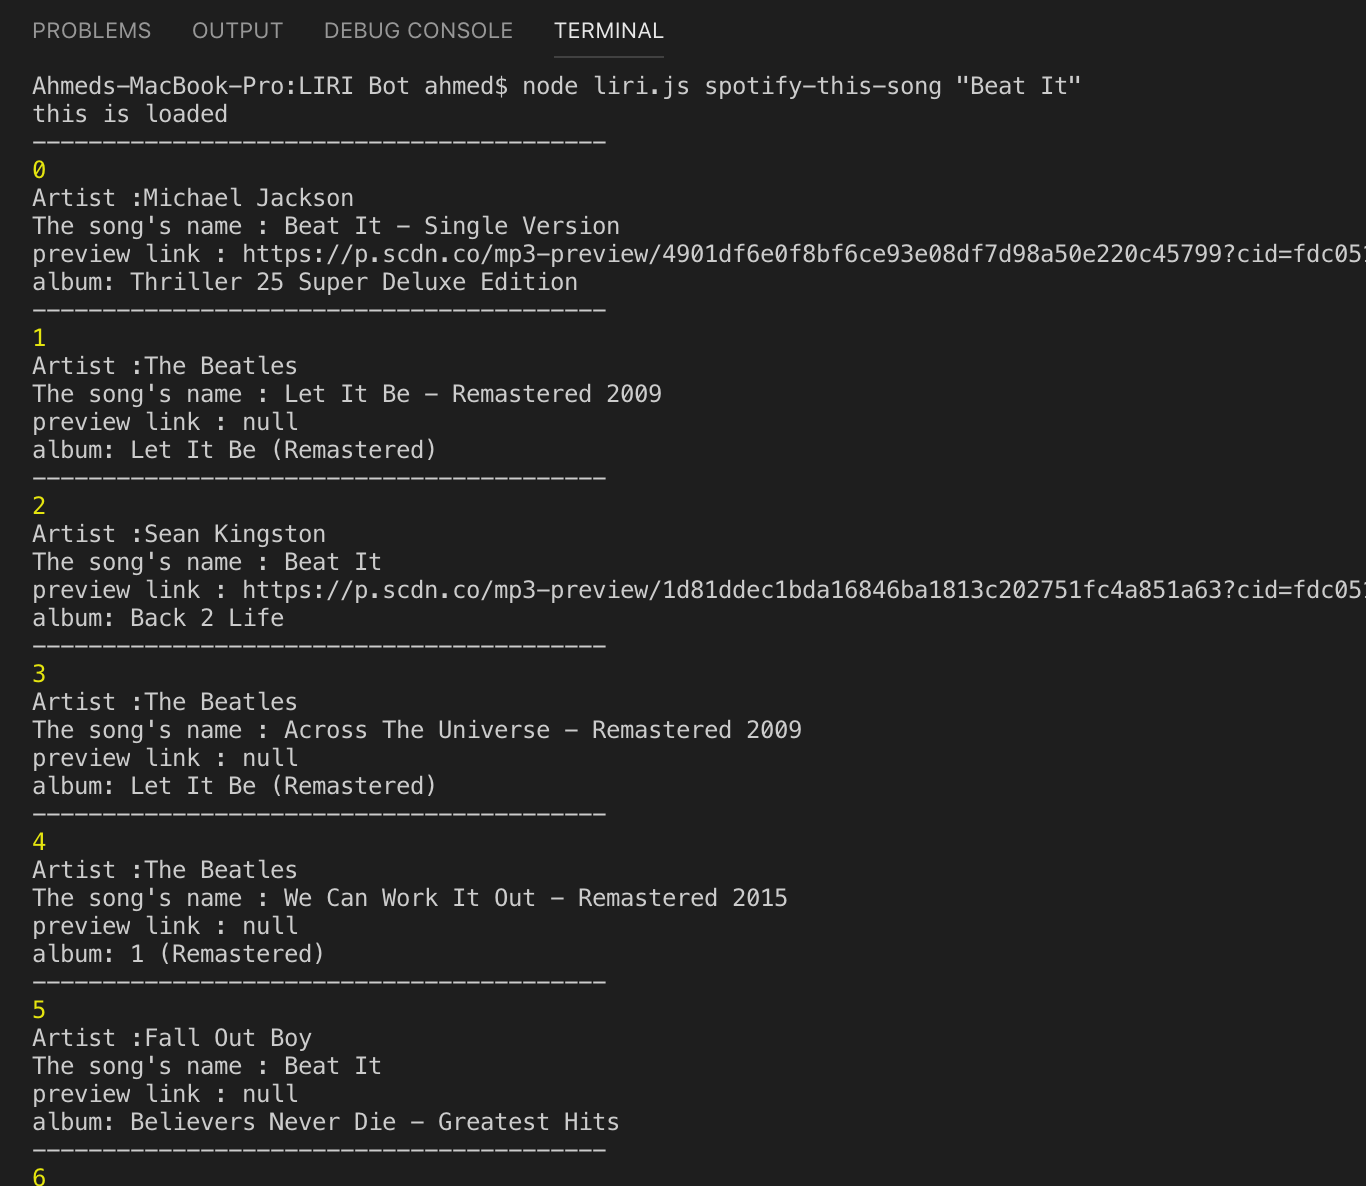 PROBLEMS OUTPUT DEBUG CONSOLE TERMINAL
Ahmeds-MacBook-Pro:LIRI Bot ahmed$ node liri.js spotify-this-song "Beat It"
this is loaded
-----------------------------------------
0
Artist :Michael Jackson
The song's name : Beat It - Single Version
preview link : https://p.scdn.co/mp3-preview/4901df6e0f8bf6ce93e08df7d98a50e220c45799?cid=fdc051
album: Thriller 25 Super Deluxe Edition
-----------------------------------------
1
Artist :The Beatles
The song's name : Let It Be - Remastered 2009
preview link : null
album: Let It Be (Remastered)
-----------------------------------------
2
Artist :Sean Kingston
The song's name : Beat It
preview link : https://p.scdn.co/mp3-preview/1d81ddec1bda16846ba1813c202751fc4a851a63?cid=fdc051
album: Back 2 Life
-----------------------------------------
3
Artist :The Beatles
The song's name : Across The Universe - Remastered 2009
preview link : null
album: Let It Be (Remastered)
-----------------------------------------
4
Artist :The Beatles
The song's name : We Can Work It Out - Remastered 2015
preview link : null
album: 1 (Remastered)
-----------------------------------------
5
Artist :Fall Out Boy
The song's name : Beat It
preview link : null
album: Believers Never Die - Greatest Hits
-----------------------------------------
6